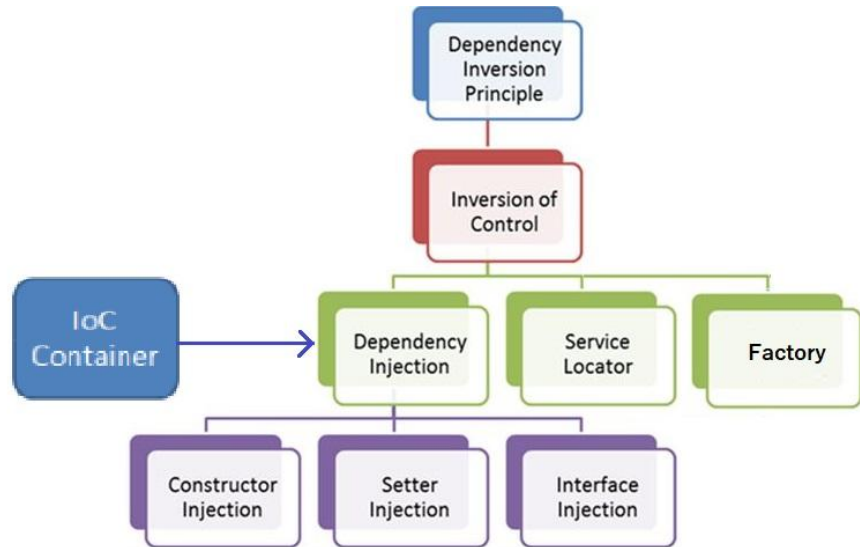 Dependency
Inversion
Principle
Inversion of
Control
IoC
Container
Dependency
Injection
Service
Locator
Factory
Constructor
Injection
Setter
Injection
Interface
Injection